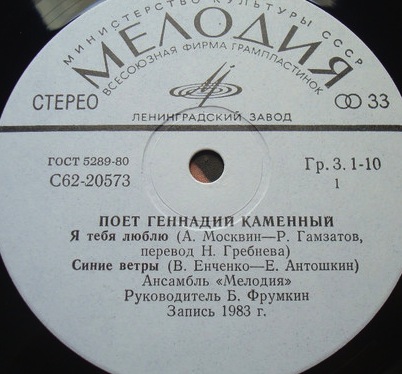 МИНИСТЕРСТВО КУЛЬТУРЫ СССР
МЕЛОДИЯ
ВСЕСОЮЗНАЯ ФИРМА ГРАМПЛАСТИНОК
СТЕРЕО
33
ЛЕНИНГРАДСКИЙ ЗАВОД
ГОСТ 5289-80
Гр. 3. 1-10
С62-20573
1
ПОЕТ ГЕННАДИЙ КАМЕННЫЙ
Я тебя люблю (А. Москвин—Р. Гамзатов,
перевод Н. Гребнева)
Синие ветры (В. Енченко—Е. Антошкин)
Ансамбль «Мелодия»
Руководитель Б. Фрумкин
Запись 1983 г.